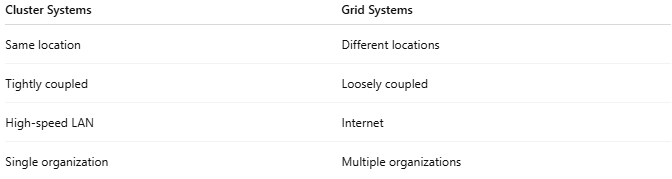 Cluster Systems Grid Systems
Same location Different locations
Tightly coupled Loosely coupled
High-speed LAN Internet
Single organization Multiple organizations